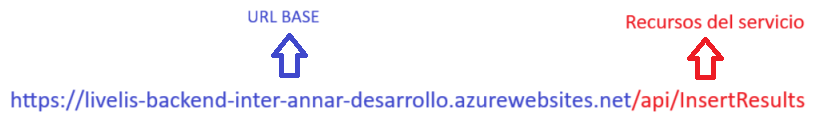 URL BASE
Recursos del servicio
https://livelis-backend-inter-annar-desarrollo.azurewebsites.net/api/InsertResults